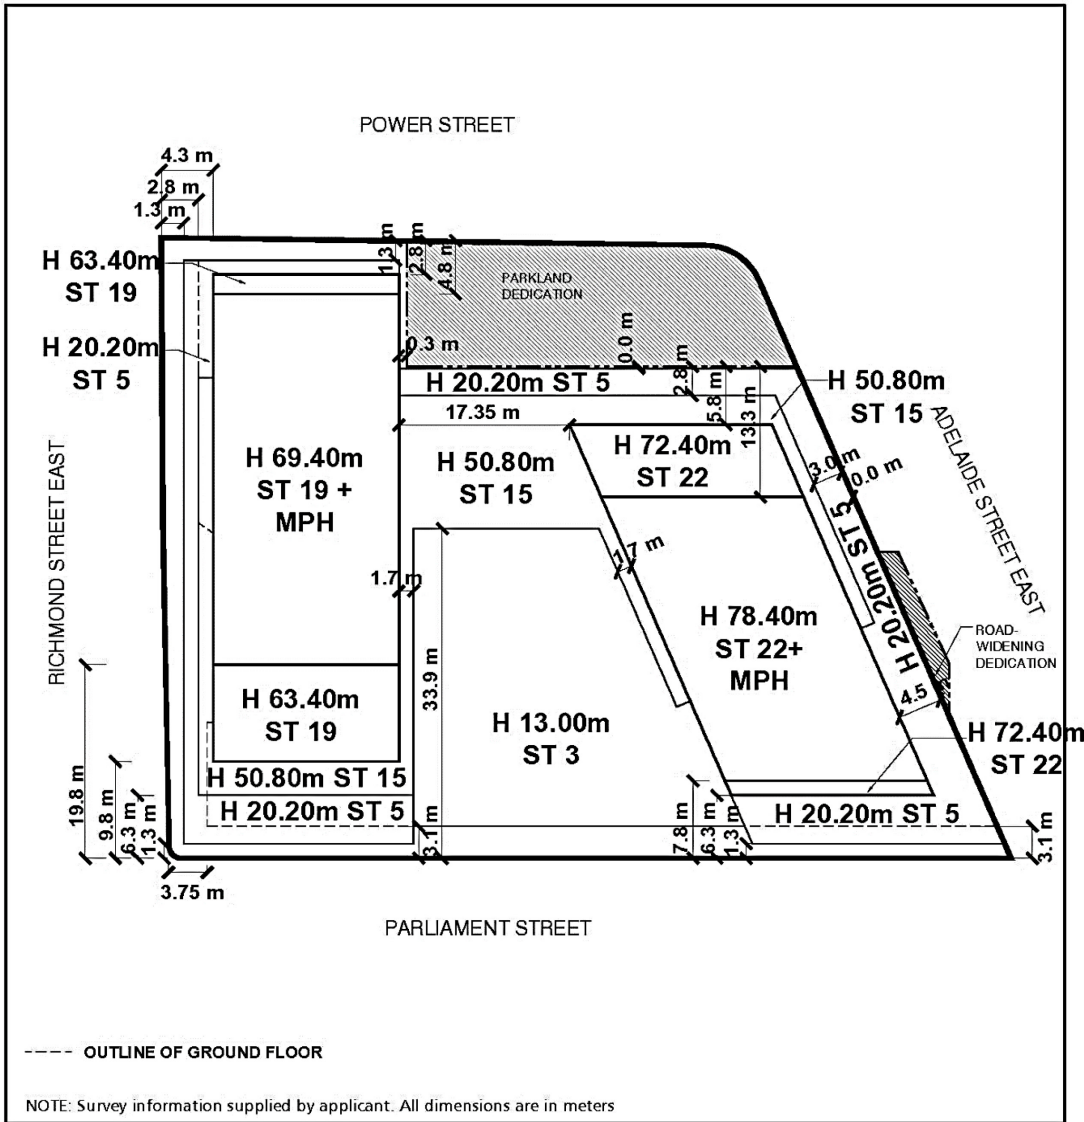 POWER STREET
4.3 m
2.8 m
1.3 m
H 63.40m
ST 19
1.3 m
2.8 m
4.8 m
PARKLAND
DEDICATION
H 20.20m
ST 5
0.3 m
0.0 m
H 20.20m ST 5
2.8 m
5.8 m
13.3 m
H 50.80m
ST 15
17.35 m
RICHMOND STREET EAST
ADELAIDE STREET EAST
H 69.40m
ST 19 +
MPH
H 50.80m
ST 15
H 72.40m
ST 22
3.0 m
0.0 m
H 20.20m ST 5
1.7 m
1.7 m
33.9 m
H 78.40m
ST 22+
MPH
ROAD-
WIDENING
DEDICATION
4.5
H 63.40m
ST 19
H 13.00m
ST 3
H 72.40m
ST 22
H 50.80m ST 15
H 20.20m ST 5
H 20.20m ST 5
19.8 m
9.8 m
6.3 m
1.3 m
3.1 m
7.8 m
6.3 m
1.3 m
3.1 m
3.75 m
PARLIAMENT STREET
OUTLINE OF GROUND FLOOR
NOTE: Survey information supplied by applicant. All dimensions are in meters